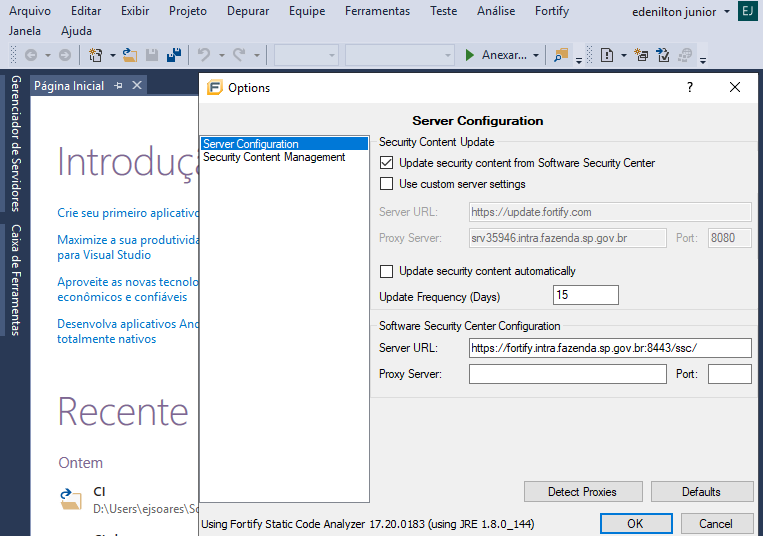 Arquivo Editar Exibir Projeto Depurar Equipe Ferramentas Teste Análise Fortify edenilton junior EJ
Janela Ajuda
Anexar...
Gerenciador de Servidores
Caixa de Ferramentas
Página Inicial
Introduç
Crie seu primeiro aplicativo
Maximize a sua produtivida
para Visual Studio
Aproveite as novas tecnolo
econômicos e confiáveis
Desenvolva aplicativos And
totalmente nativos
Recente
Ontem
CI
D:\Users\ejsoares\So
Options
?
Server Configuration
Server Configuration
Security Content Management
Security Content Update
Update security content from Software Security Center
Use custom server settings
Server URL: https://update.fortify.com
Proxy Server: srv35946.intra.fazenda.sp.gov.br Port: 8080
Update security content automatically
Update Frequency (Days) 15
Software Security Center Configuration
Server URL: https://fortify.intra.fazenda.sp.gov.br:8443/ssc/
Proxy Server: Port:
Detect Proxies Defaults
Using Fortify Static Code Analyzer 17.20.0183 (using JRE 1.8.0_144) OK Cancel